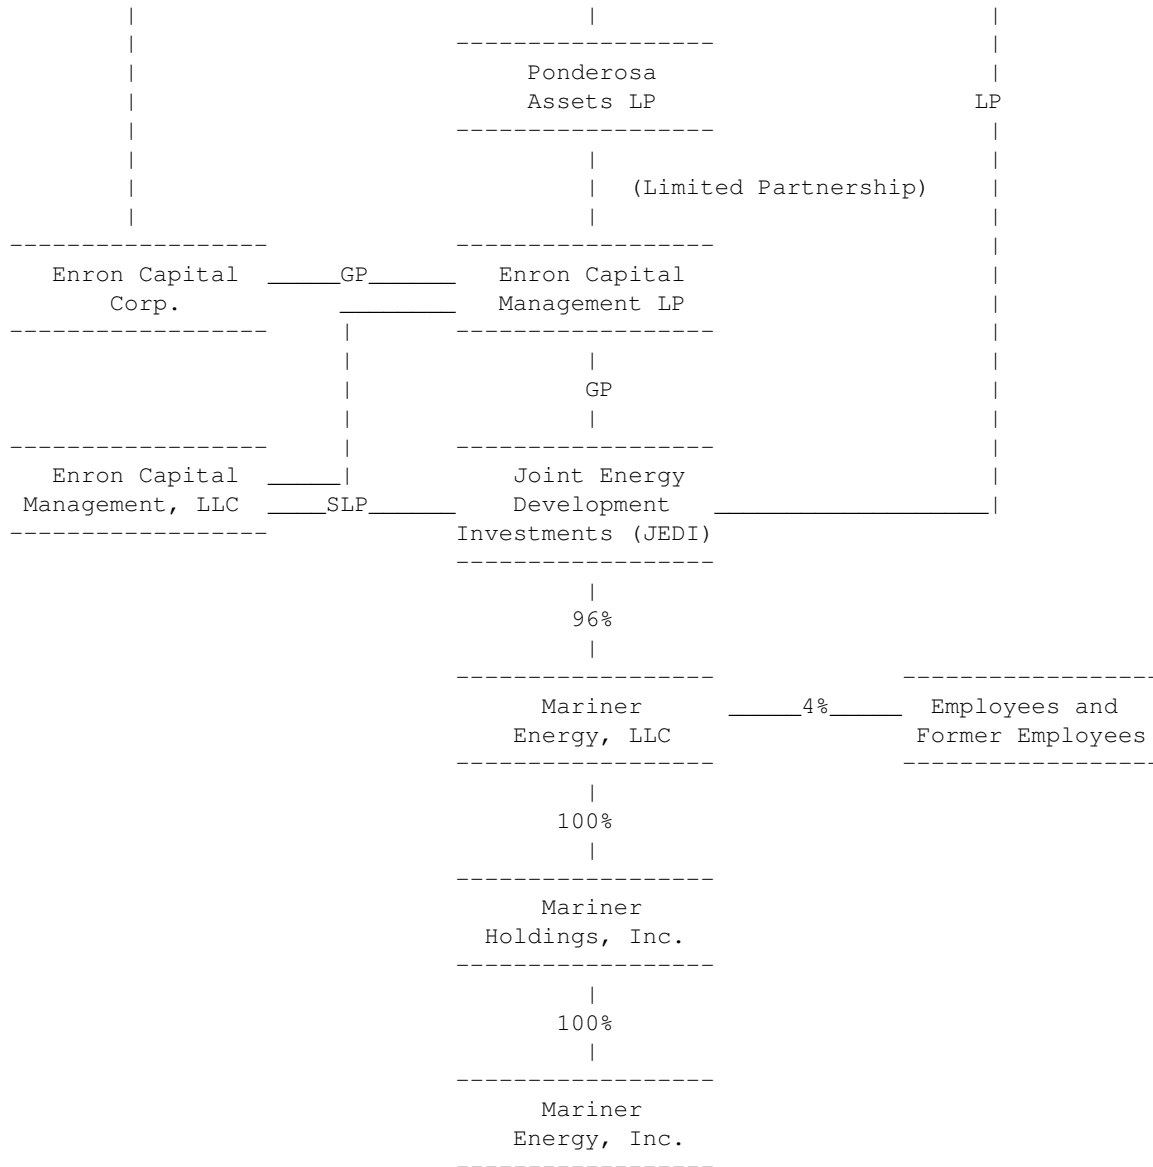 Ponderosa
Assets LP LP
(Limited Partnership)
Enron Capital GP Enron Capital
Corp. Management LP
GP
Enron Capital Joint Energy
Management, LLC SLP Development
Investments (JEDI)
96%
Mariner 4% Employees and
Energy, LLC Former Employees
100%
Mariner
Holdings, Inc.
100%
Mariner
Energy, Inc.